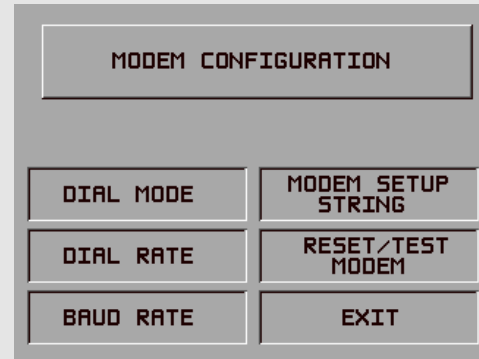 MODEM CONFIGURATION
DIAL MODE
MODEM SETUP
STRING
DIAL RATE
RESET/TEST
MODEM
BAUD RATE
EXIT